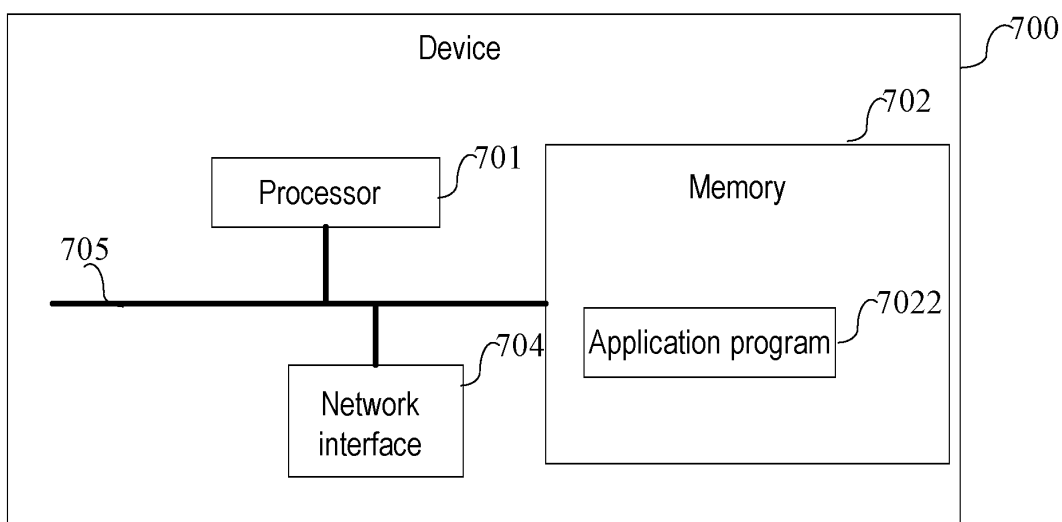 Device
700
702
701
Processor
Memory
705
7022
Application program
704
Network
interface